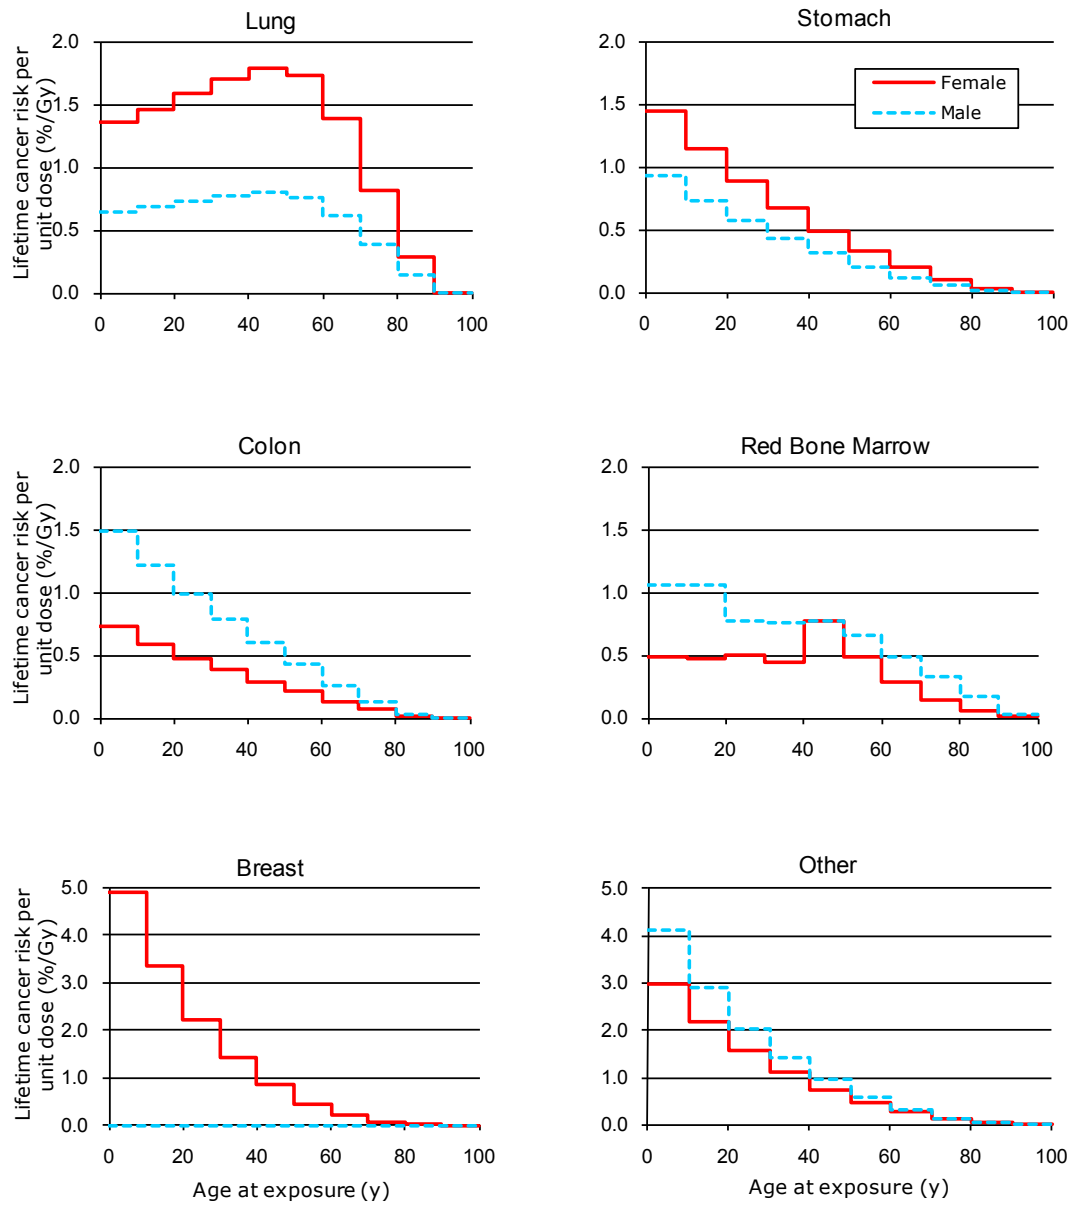 Lung
Lifetime cancer risk per
unit dose (%/Gy)
2.0
1.5
1.0
0.5
0.0
0 20 40 60 80 100
Stomach
2.0
1.5
1.0
0.5
0.0
0 20 40 60 80 100
Female
Male
Colon
Lifetime cancer risk per
unit dose (%/Gy)
2.0
1.5
1.0
0.5
0.0
0 20 40 60 80 100
Red Bone Marrow
2.0
1.5
1.0
0.5
0.0
0 20 40 60 80 100
Breast
Lifetime cancer risk per
unit dose (%/Gy)
5.0
4.0
3.0
2.0
1.0
0.0
0 20 40 60 80 100
Age at exposure (y)
Other
5.0
4.0
3.0
2.0
1.0
0.0
0 20 40 60 80 100
Age at exposure (y)